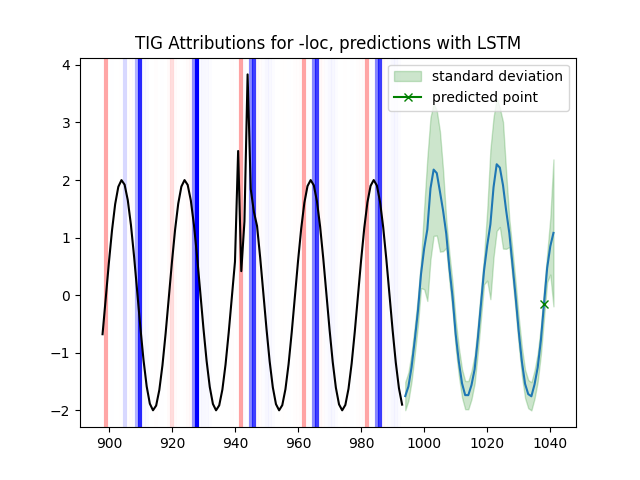 TIG Attributions for -loc, predictions with LSTM
standard deviation
predicted point
4
3
2
1
0
−1
−2
900 920 940 960 980 1000 1020 1040